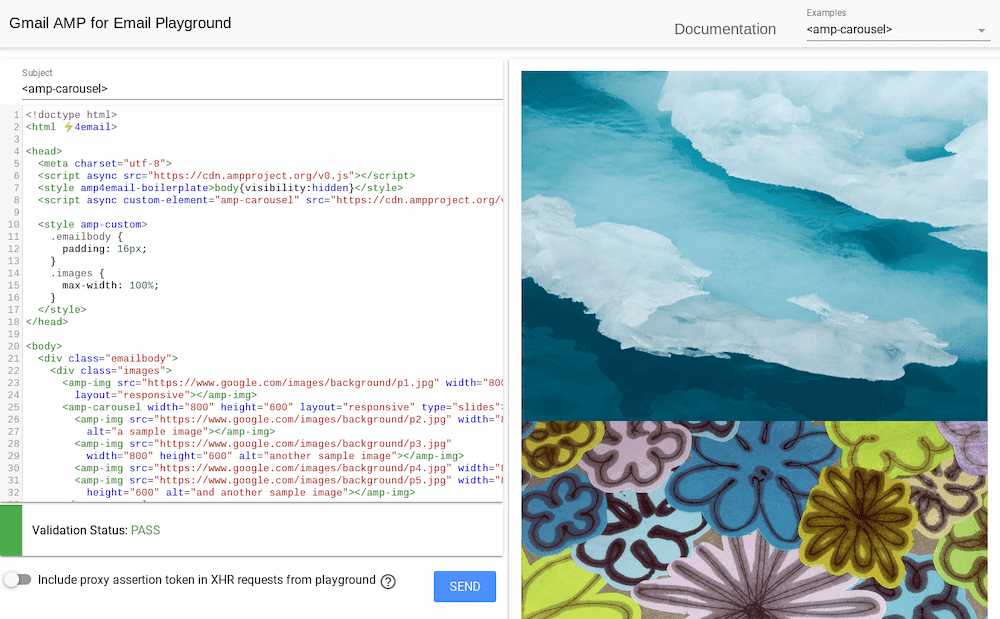 Gmail AMP for Email Playground
Documentation
Examples
<amp-carousel>
Subject
<amp-carousel>
1 <!doctype html>
2 <html ⚡4email>
3
4 <head>
5   <meta charset="utf-8">
6   <script async src="https://cdn.ampproject.org/v0.js"></script>
7   <style amp4email-boilerplate>body{visibility:hidden}</style>
8   <script async custom-element="amp-carousel" src="https://cdn.ampproject.org/v
9
10   <style amp-custom>
11     .emailbody {
12       padding: 16px;
13     }
14     .images {
15       max-width: 100%;
16     }
17   </style>
18 </head>
19
20 <body>
21   <div class="emailbody">
22     <div class="images">
23       <amp-img src="https://www.google.com/images/background/p1.jpg" width="800
24         layout="responsive"></amp-img>
25       <amp-carousel width="800" height="600" layout="responsive" type="slides">
26         <amp-img src="https://www.google.com/images/background/p2.jpg" width="8
27           alt="a sample image"></amp-img>
28         <amp-img src="https://www.google.com/images/background/p3.jpg"
29           width="800" height="600" alt="another sample image"></amp-img>
30         <amp-img src="https://www.google.com/images/background/p4.jpg" width="8
31         <amp-img src="https://www.google.com/images/background/p5.jpg" width="8
32           height="600" alt="and another sample image"></amp-img>
Validation Status: PASS
Include proxy assertion token in XHR requests from playground ?
SEND